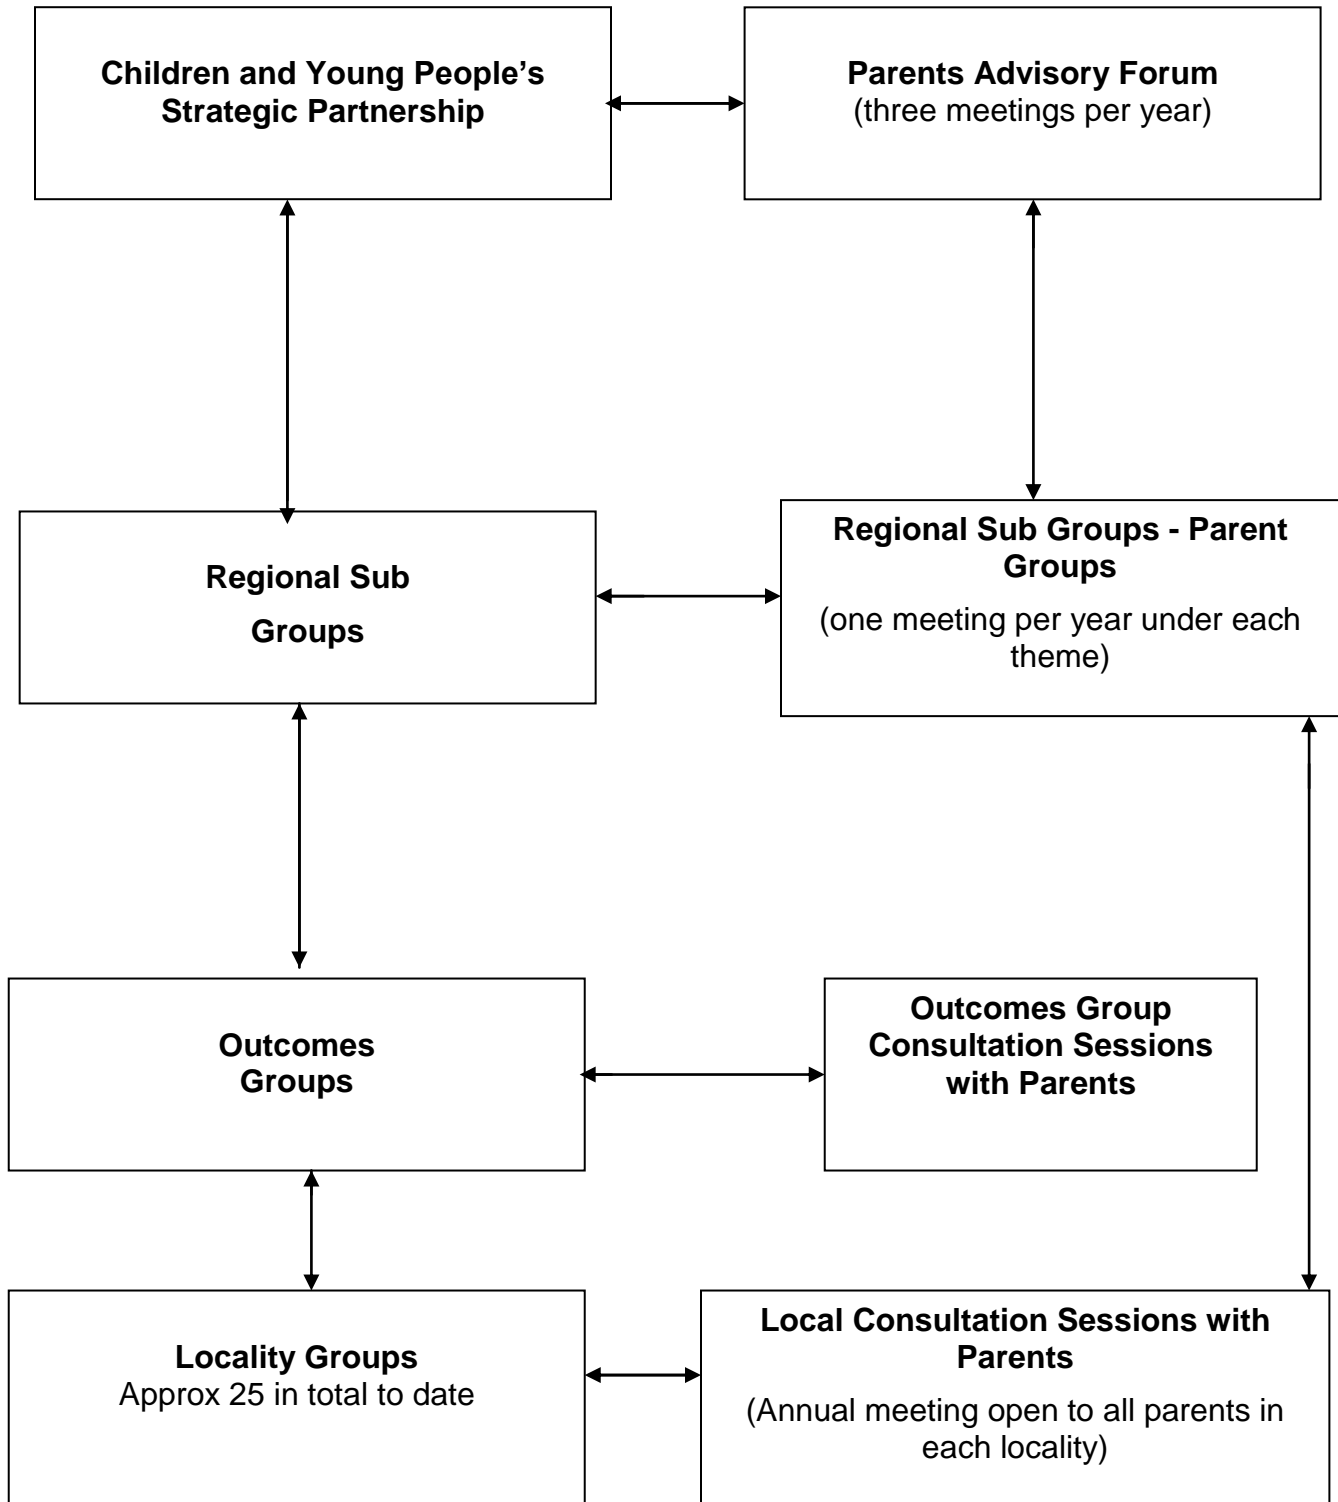 Children and Young People’s
Strategic Partnership
Parents Advisory Forum
(three meetings per year)
Regional Sub
Groups
Regional Sub Groups - Parent
Groups
(one meeting per year under each
theme)
Outcomes
Groups
Outcomes Group
Consultation Sessions
with Parents
Locality Groups
Approx 25 in total to date
Local Consultation Sessions with
Parents
(Annual meeting open to all parents in
each locality)